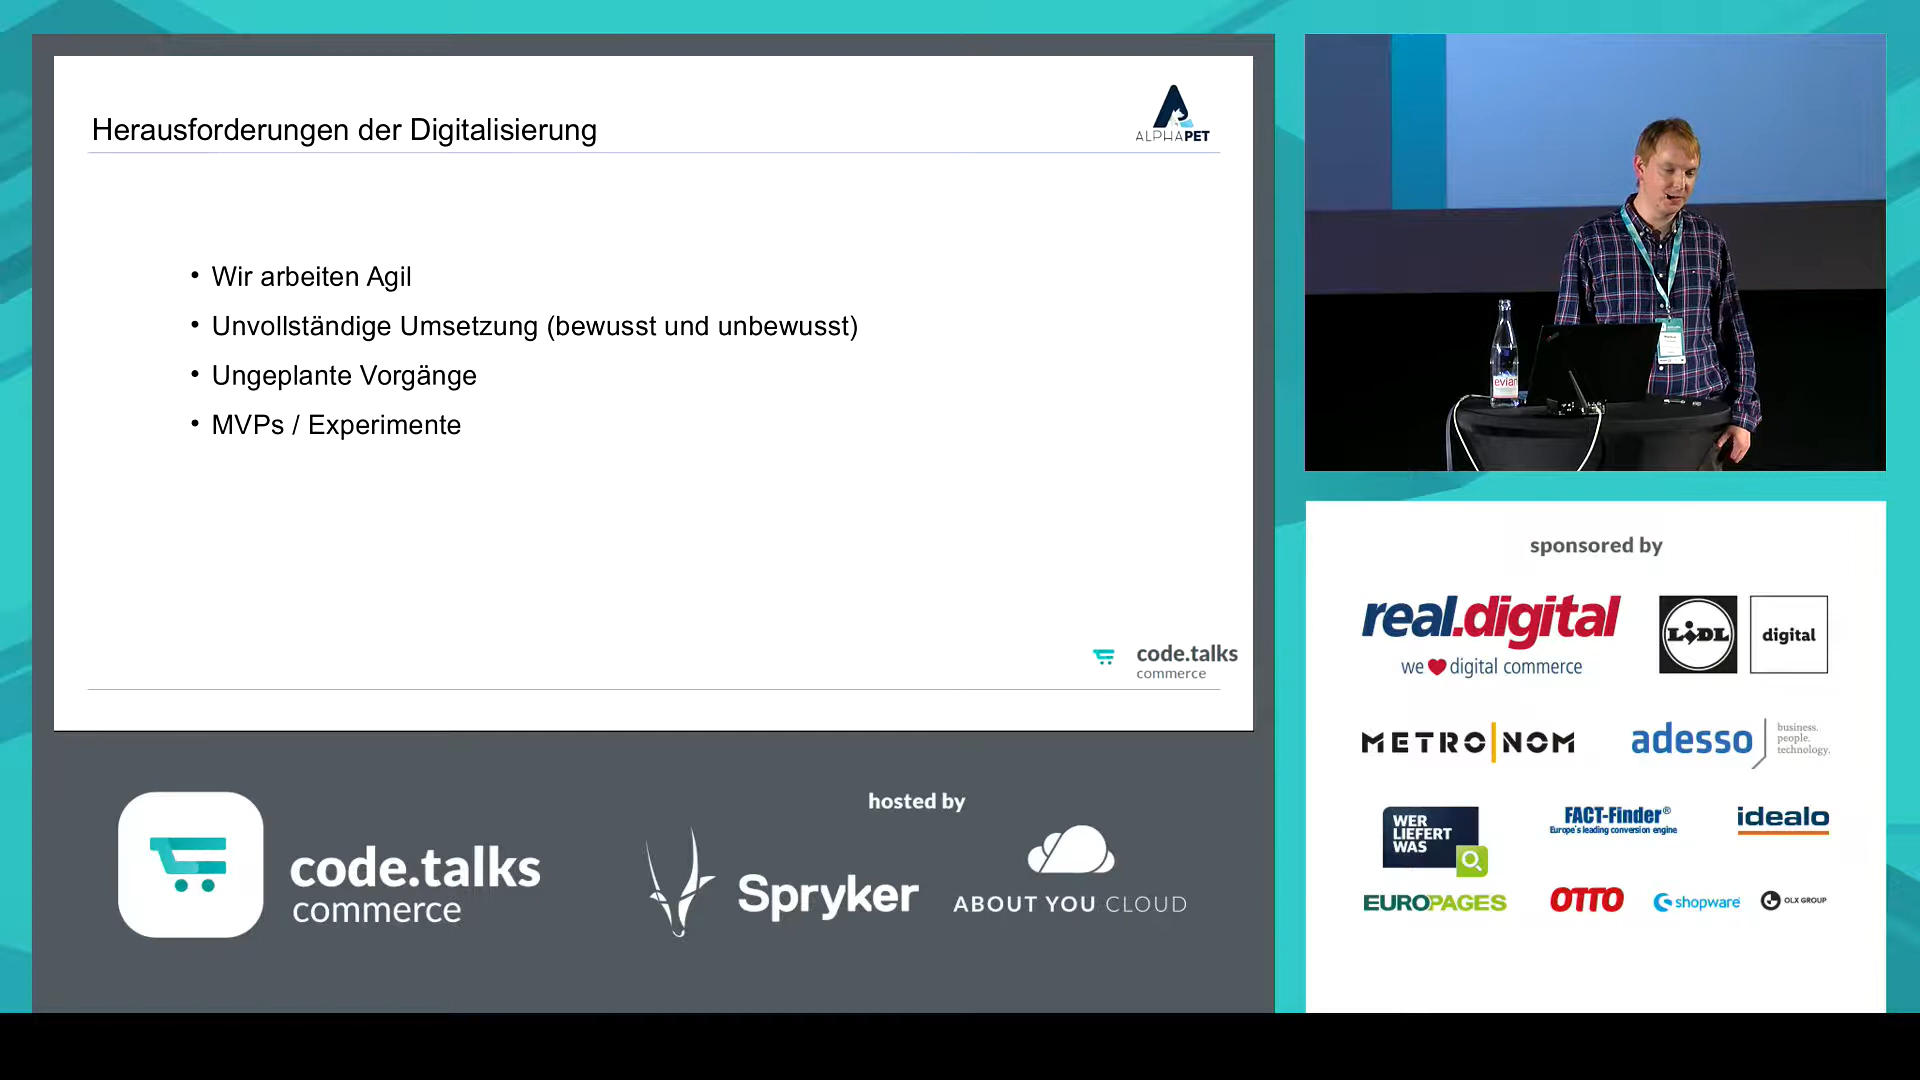 Herausforderungen der Digitalisierung
ALPHAPET
• Wir arbeiten Agil
• Unvollständige Umsetzung (bewusst und unbewusst)
• Ungeplante Vorgänge
• MVPs / Experimente
code.talks
commerce
code.talks
commerce
hosted by
Spryker
ABOUT YOU CLOUD
evian
sponsored by
real.digital
we digital commerce
LIDL
digital
METRO|NOM
adesso
business.
people.
technology.
WER
LIEFERT
WAS
FACT-Finder®
Europe's leading conversion engine
idealo
EUROPAGES
OTTO
shopware
OLX GROUP